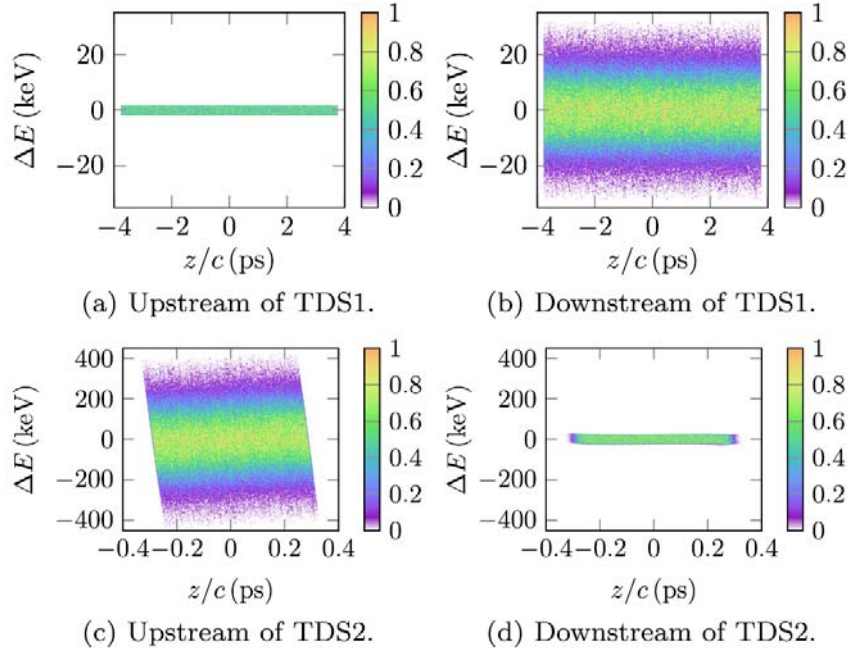 1
20
0.8
0.6
0
0.4
−20
0.2
0
−4 −2 0 2 4
ΔE (keV)
z/c (ps)
(a) Upstream of TDS1.
1
20
0.8
0.6
0
0.4
−20
0.2
0
−4 −2 0 2 4
ΔE (keV)
z/c (ps)
(b) Downstream of TDS1.
400
1
200
0.8
0.6
0
0.4
−200
0.2
−400
0
−0.4 −0.2 0 0.2 0.4
ΔE (keV)
z/c (ps)
(c) Upstream of TDS2.
400
1
200
0.8
0.6
0
0.4
−200
0.2
−400
0
−0.4 −0.2 0 0.2 0.4
ΔE (keV)
z/c (ps)
(d) Downstream of TDS2.